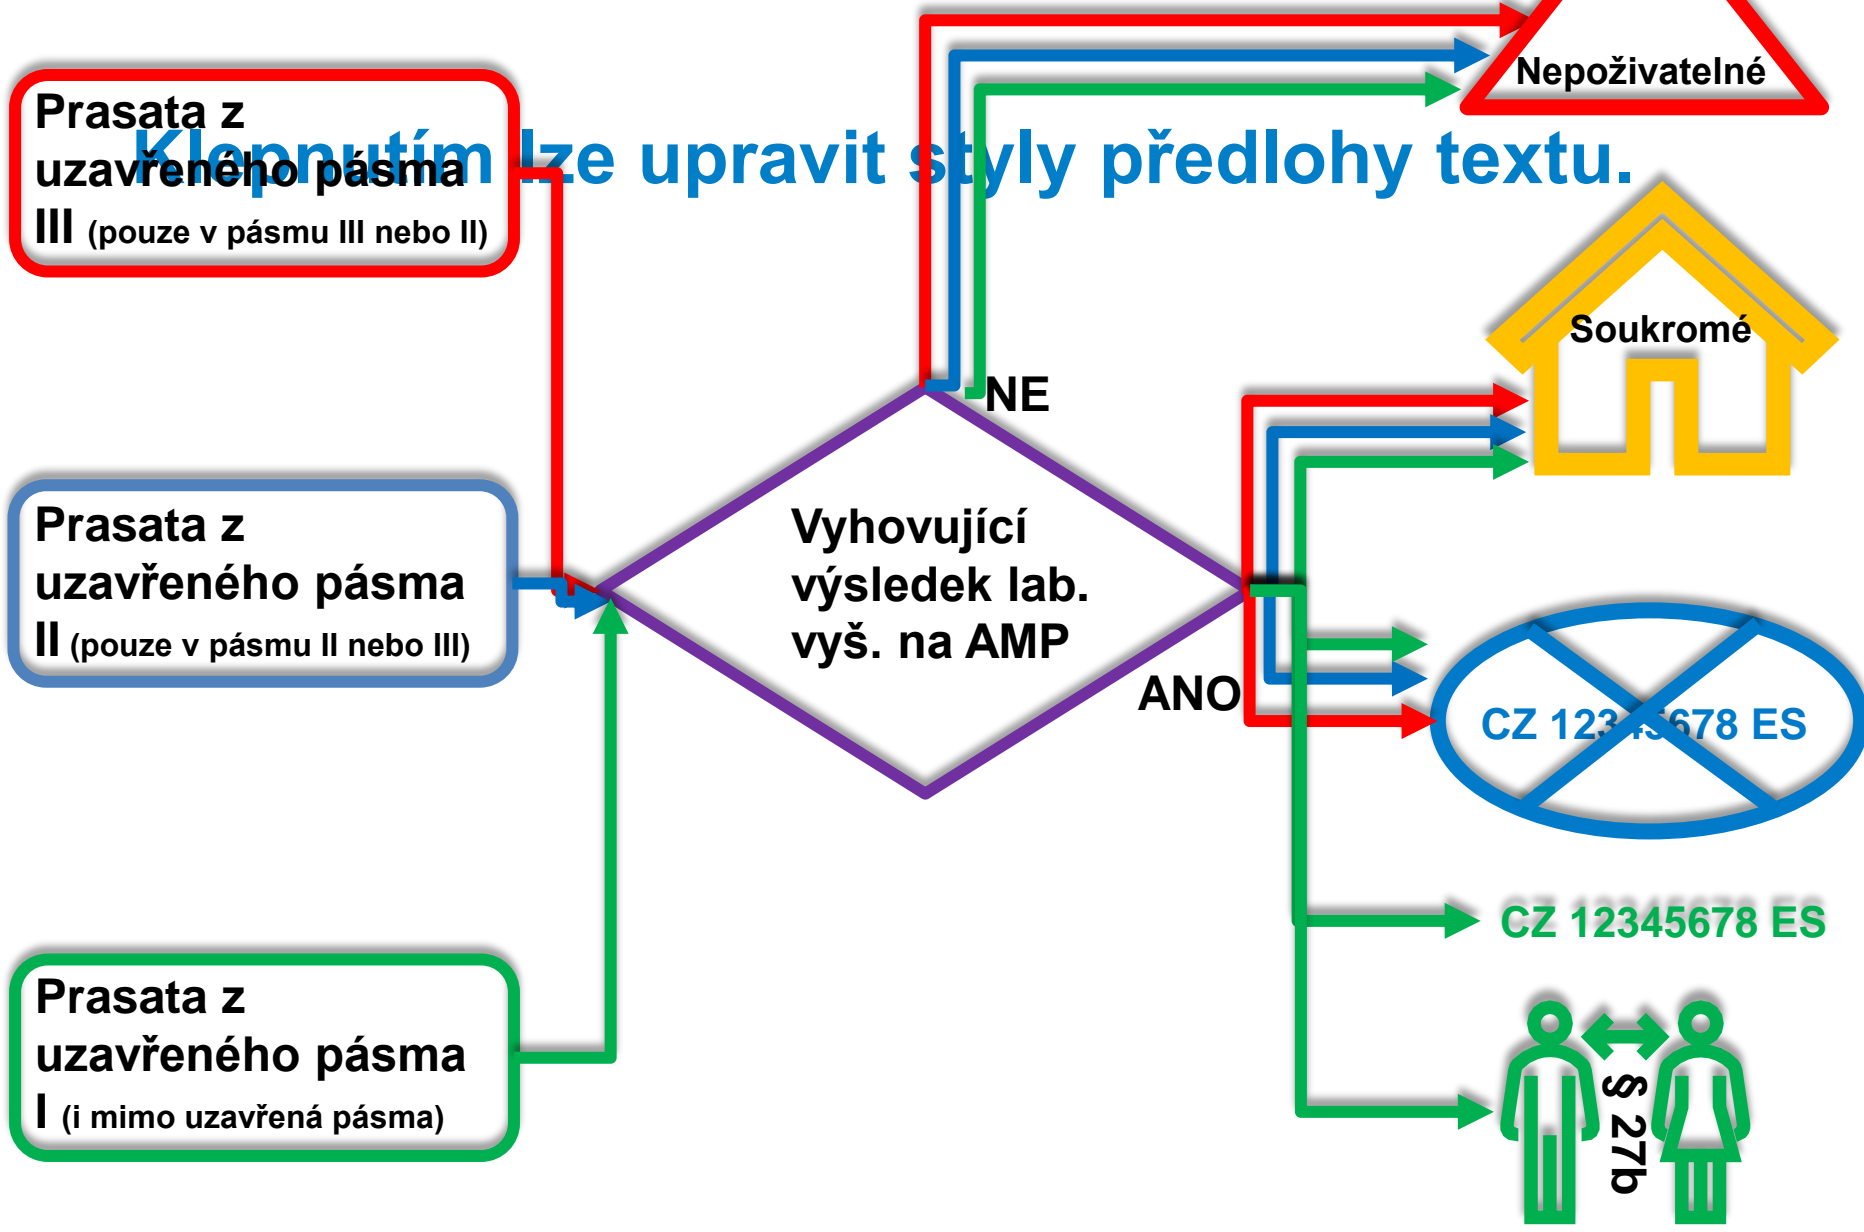 Nepoživatelné
Prasata z
uzavřeného pásma
III (pouze v pásmu III nebo II)
Klepnutím lze upravit styly předlohy textu.
Soukromé
NE
Prasata z
uzavřeného pásma
II (pouze v pásmu II nebo III)
Vyhovující
výsledek lab.
vyš. na AMP
ANO
CZ 12345678 ES
CZ 12345678 ES
Prasata z
uzavřeného pásma
I (i mimo uzavřená pásma)
§ 27b